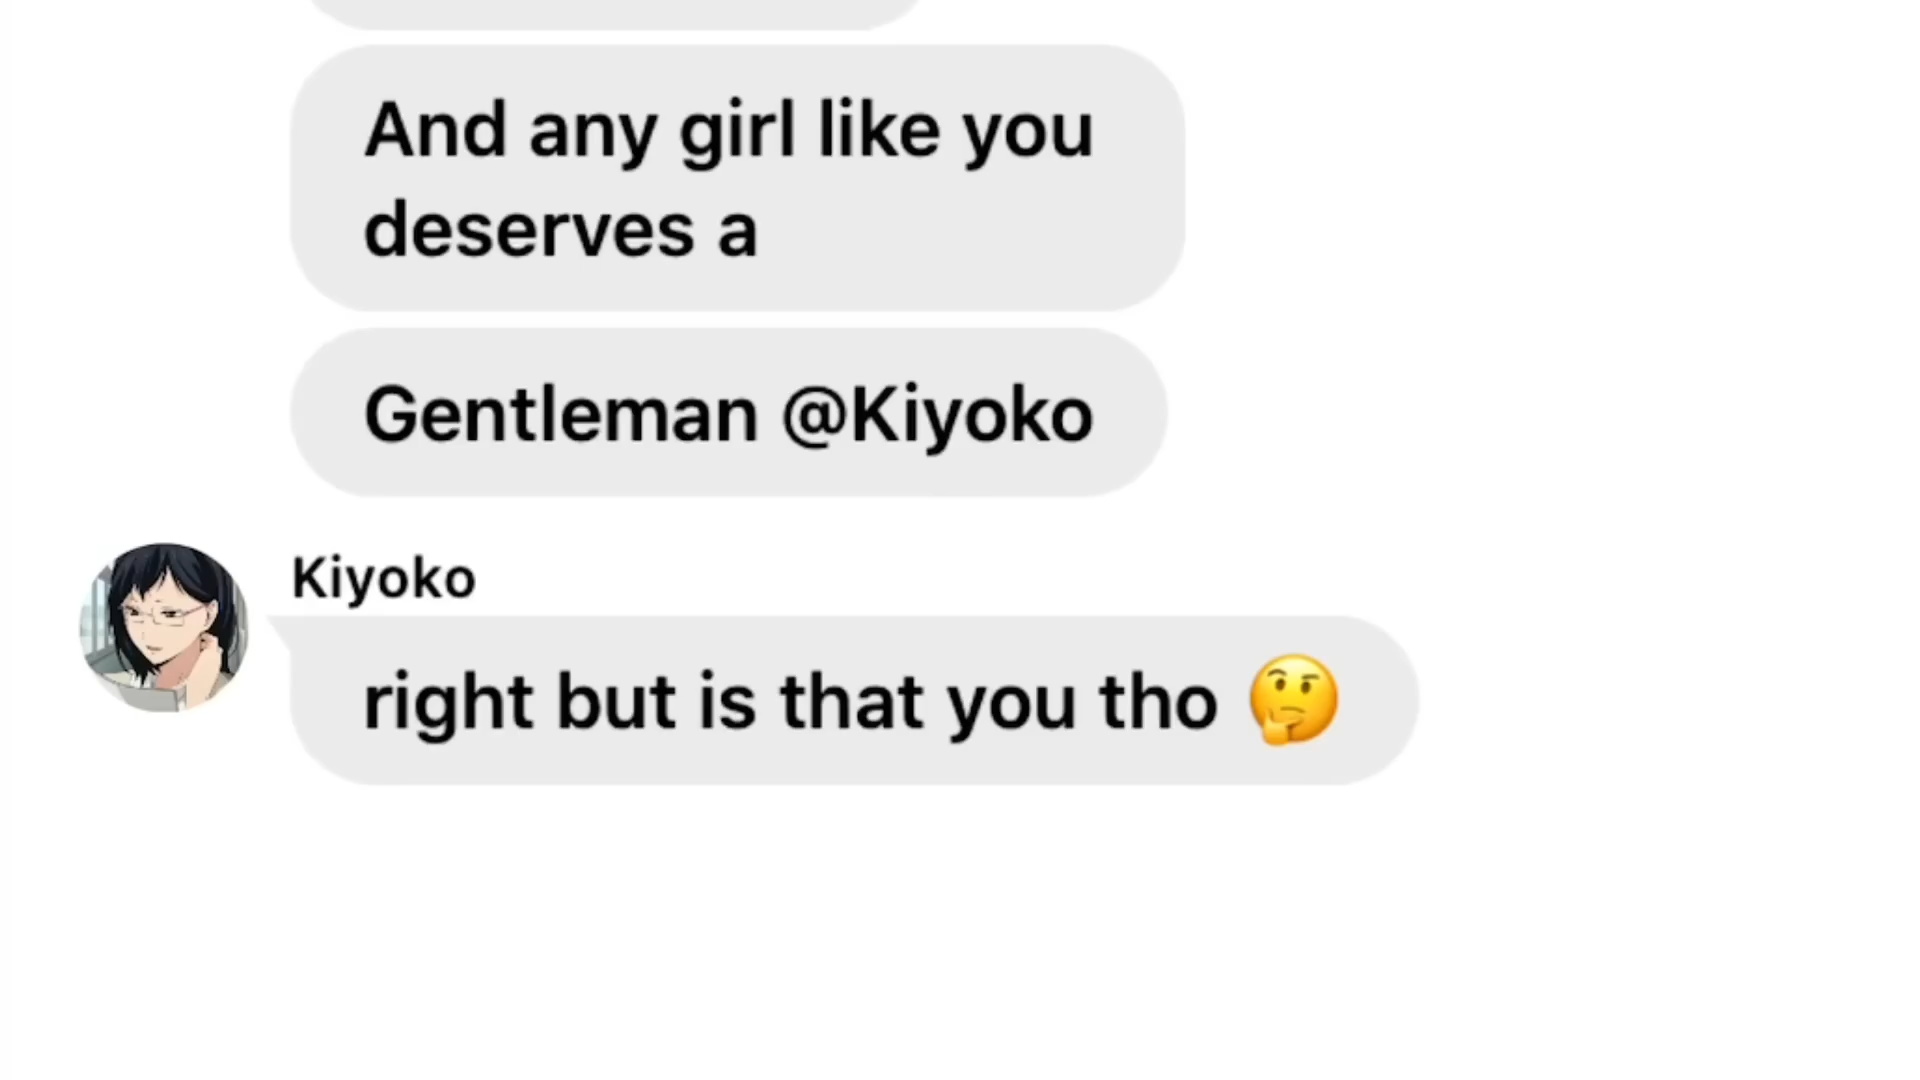 And any girl like you
deserves a
Gentleman @Kiyoko
Kiyoko
right but is that you tho 🤔